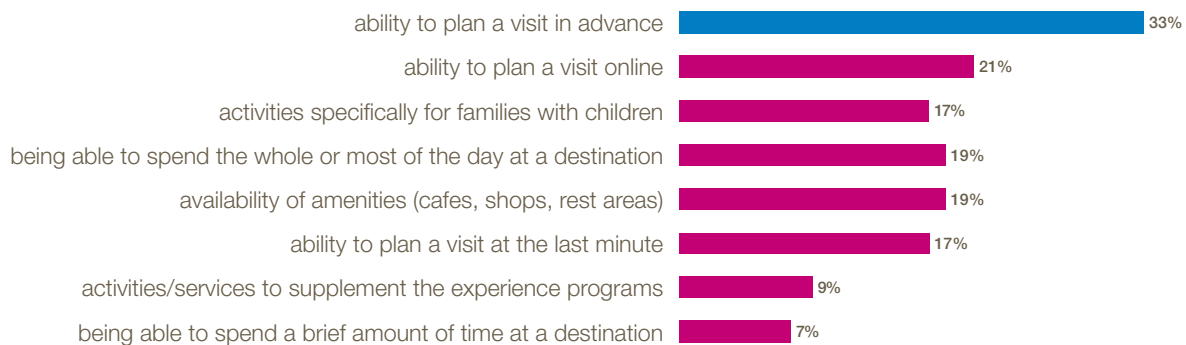 ability to plan a visit in advance 33%
ability to plan a visit online 21%
activities specifically for families with children 17%
being able to spend the whole or most of the day at a destination 19%
availability of amenities (cafes, shops, rest areas) 19%
ability to plan a visit at the last minute 17%
activities/services to supplement the experience programs 9%
being able to spend a brief amount of time at a destination 7%